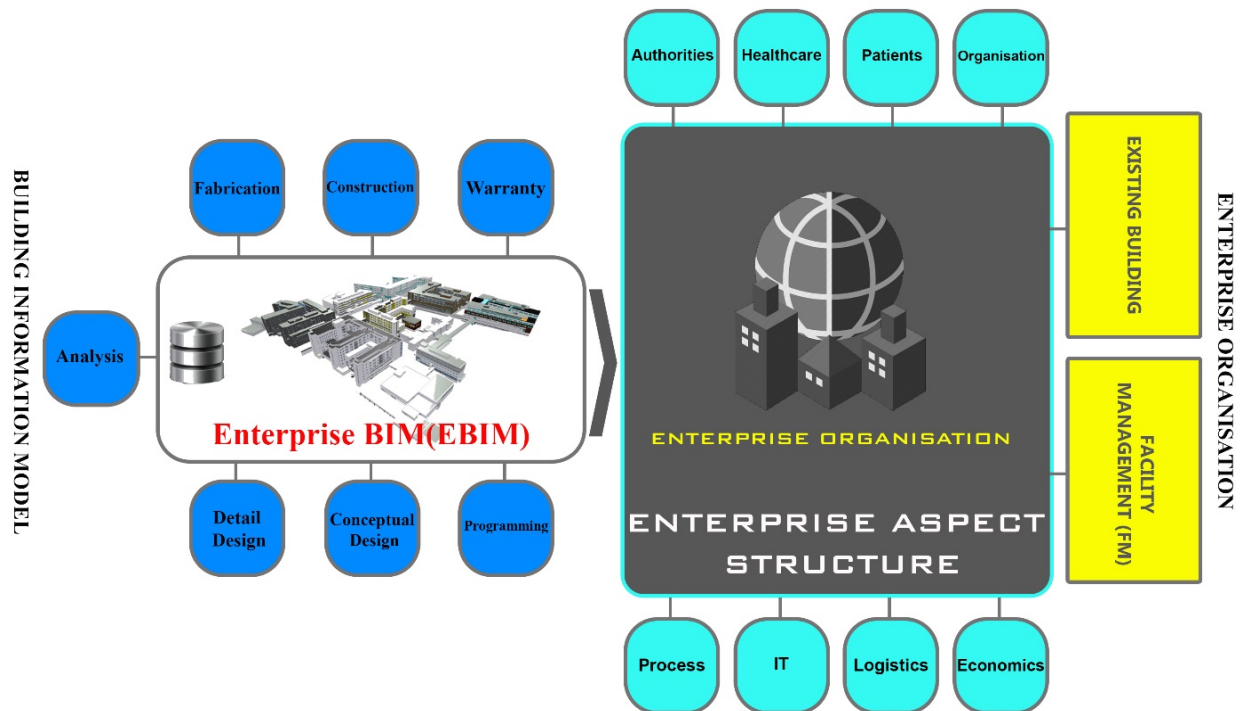 BUILDING INFORMATION MODEL
Fabrication
Construction
Warranty
Analysis
Enterprise BIM(EBIM)
Detail
Design
Conceptual
Design
Programming
Authorities
Healthcare
Patients
Organisation
ENTERPRISE ORGANISATION
ENTERPRISE ASPECT
STRUCTURE
Process
IT
Logistics
Economics
EXISTING BUILDING
FACILITY
MANAGEMENT (FM)
ENTERPRISE ORGANISATION